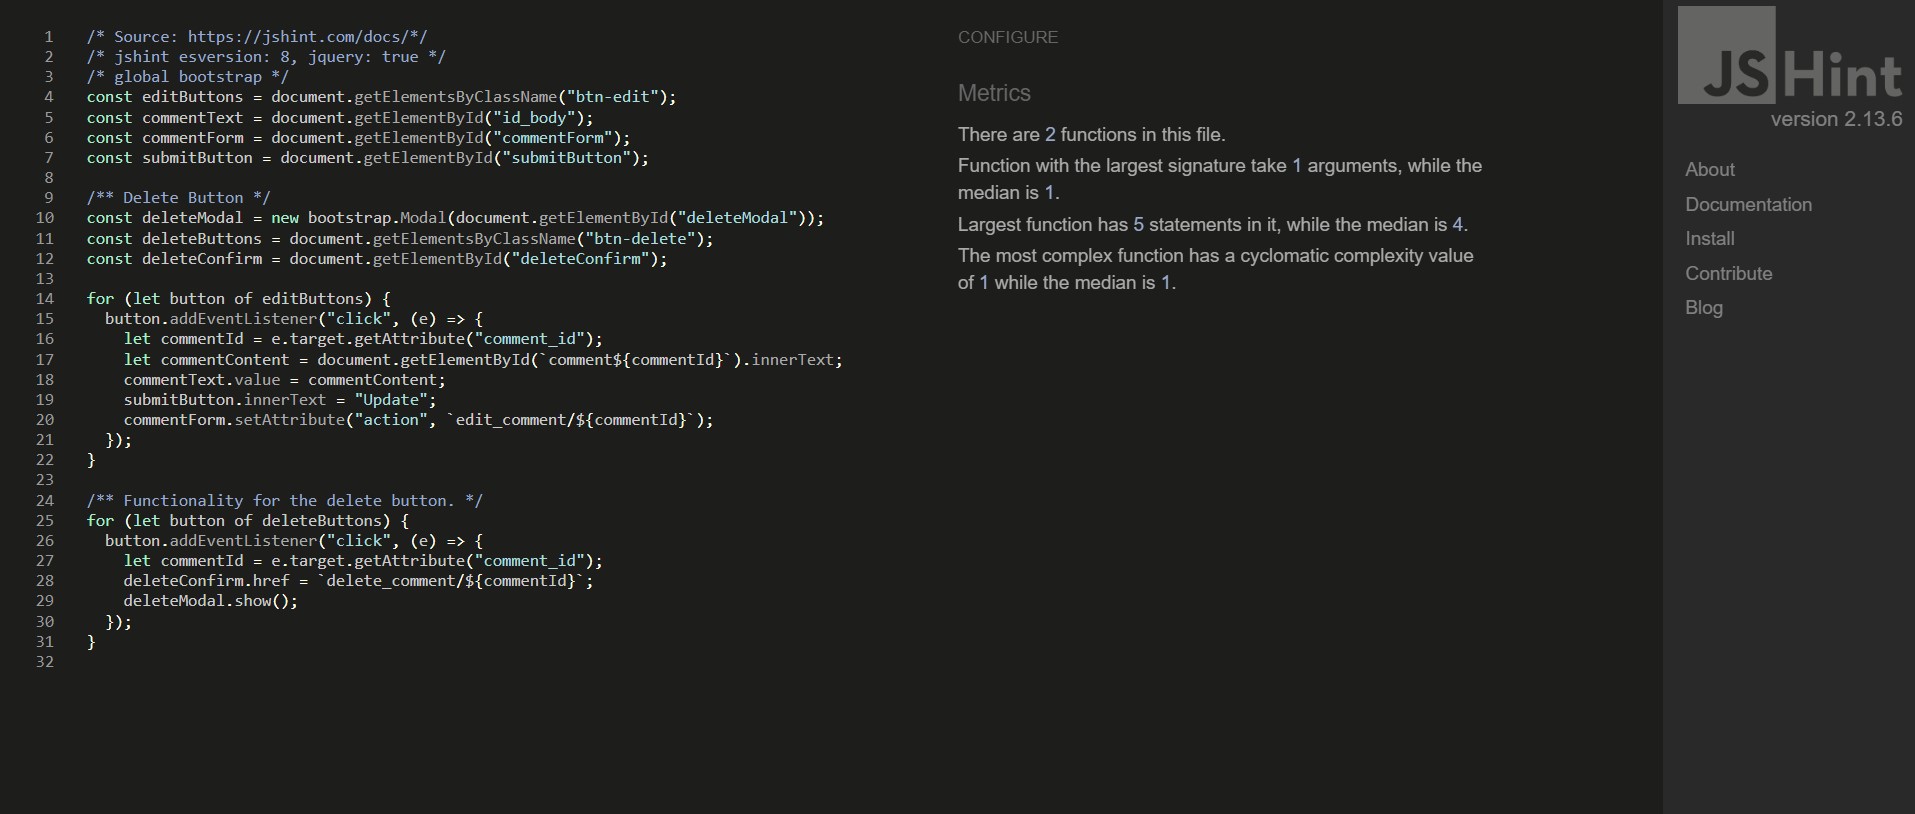 1 /* Source: https://jshint.com/docs/*/
2 /* jshint esversion: 8, jquery: true */
3 /* global bootstrap */
4 const editButtons = document.getElementsByClassName("btn-edit");
5 const commentText = document.getElementById("id_body");
6 const commentForm = document.getElementById("commentForm");
7 const submitButton = document.getElementById("submitButton");
8
9 /** Delete Button */
10 const deleteModal = new bootstrap.Modal(document.getElementById("deleteModal"));
11 const deleteButtons = document.getElementsByClassName("btn-delete");
12 const deleteConfirm = document.getElementById("deleteConfirm");
13
14 for (let button of editButtons) {
15   button.addEventListener("click", (e) => {
16     let commentId = e.target.getAttribute("comment_id");
17     let commentContent = document.getElementById(`comment${commentId}`).innerText;
18     commentText.value = commentContent;
19     submitButton.innerText = "Update";
20     commentForm.setAttribute("action", `edit_comment/${commentId}`);
21   });
22 }
23
24 /** Functionality for the delete button. */
25 for (let button of deleteButtons) {
26   button.addEventListener("click", (e) => {
27     let commentId = e.target.getAttribute("comment_id");
28     deleteConfirm.href = `delete_comment/${commentId}`;
29     deleteModal.show();
30   });
31 }
32
CONFIGURE
Metrics
There are 2 functions in this file.
Function with the largest signature take 1 arguments, while the
median is 1.
Largest function has 5 statements in it, while the median is 4.
The most complex function has a cyclomatic complexity value
of 1 while the median is 1.
JSHint
version 2.13.6
About
Documentation
Install
Contribute
Blog